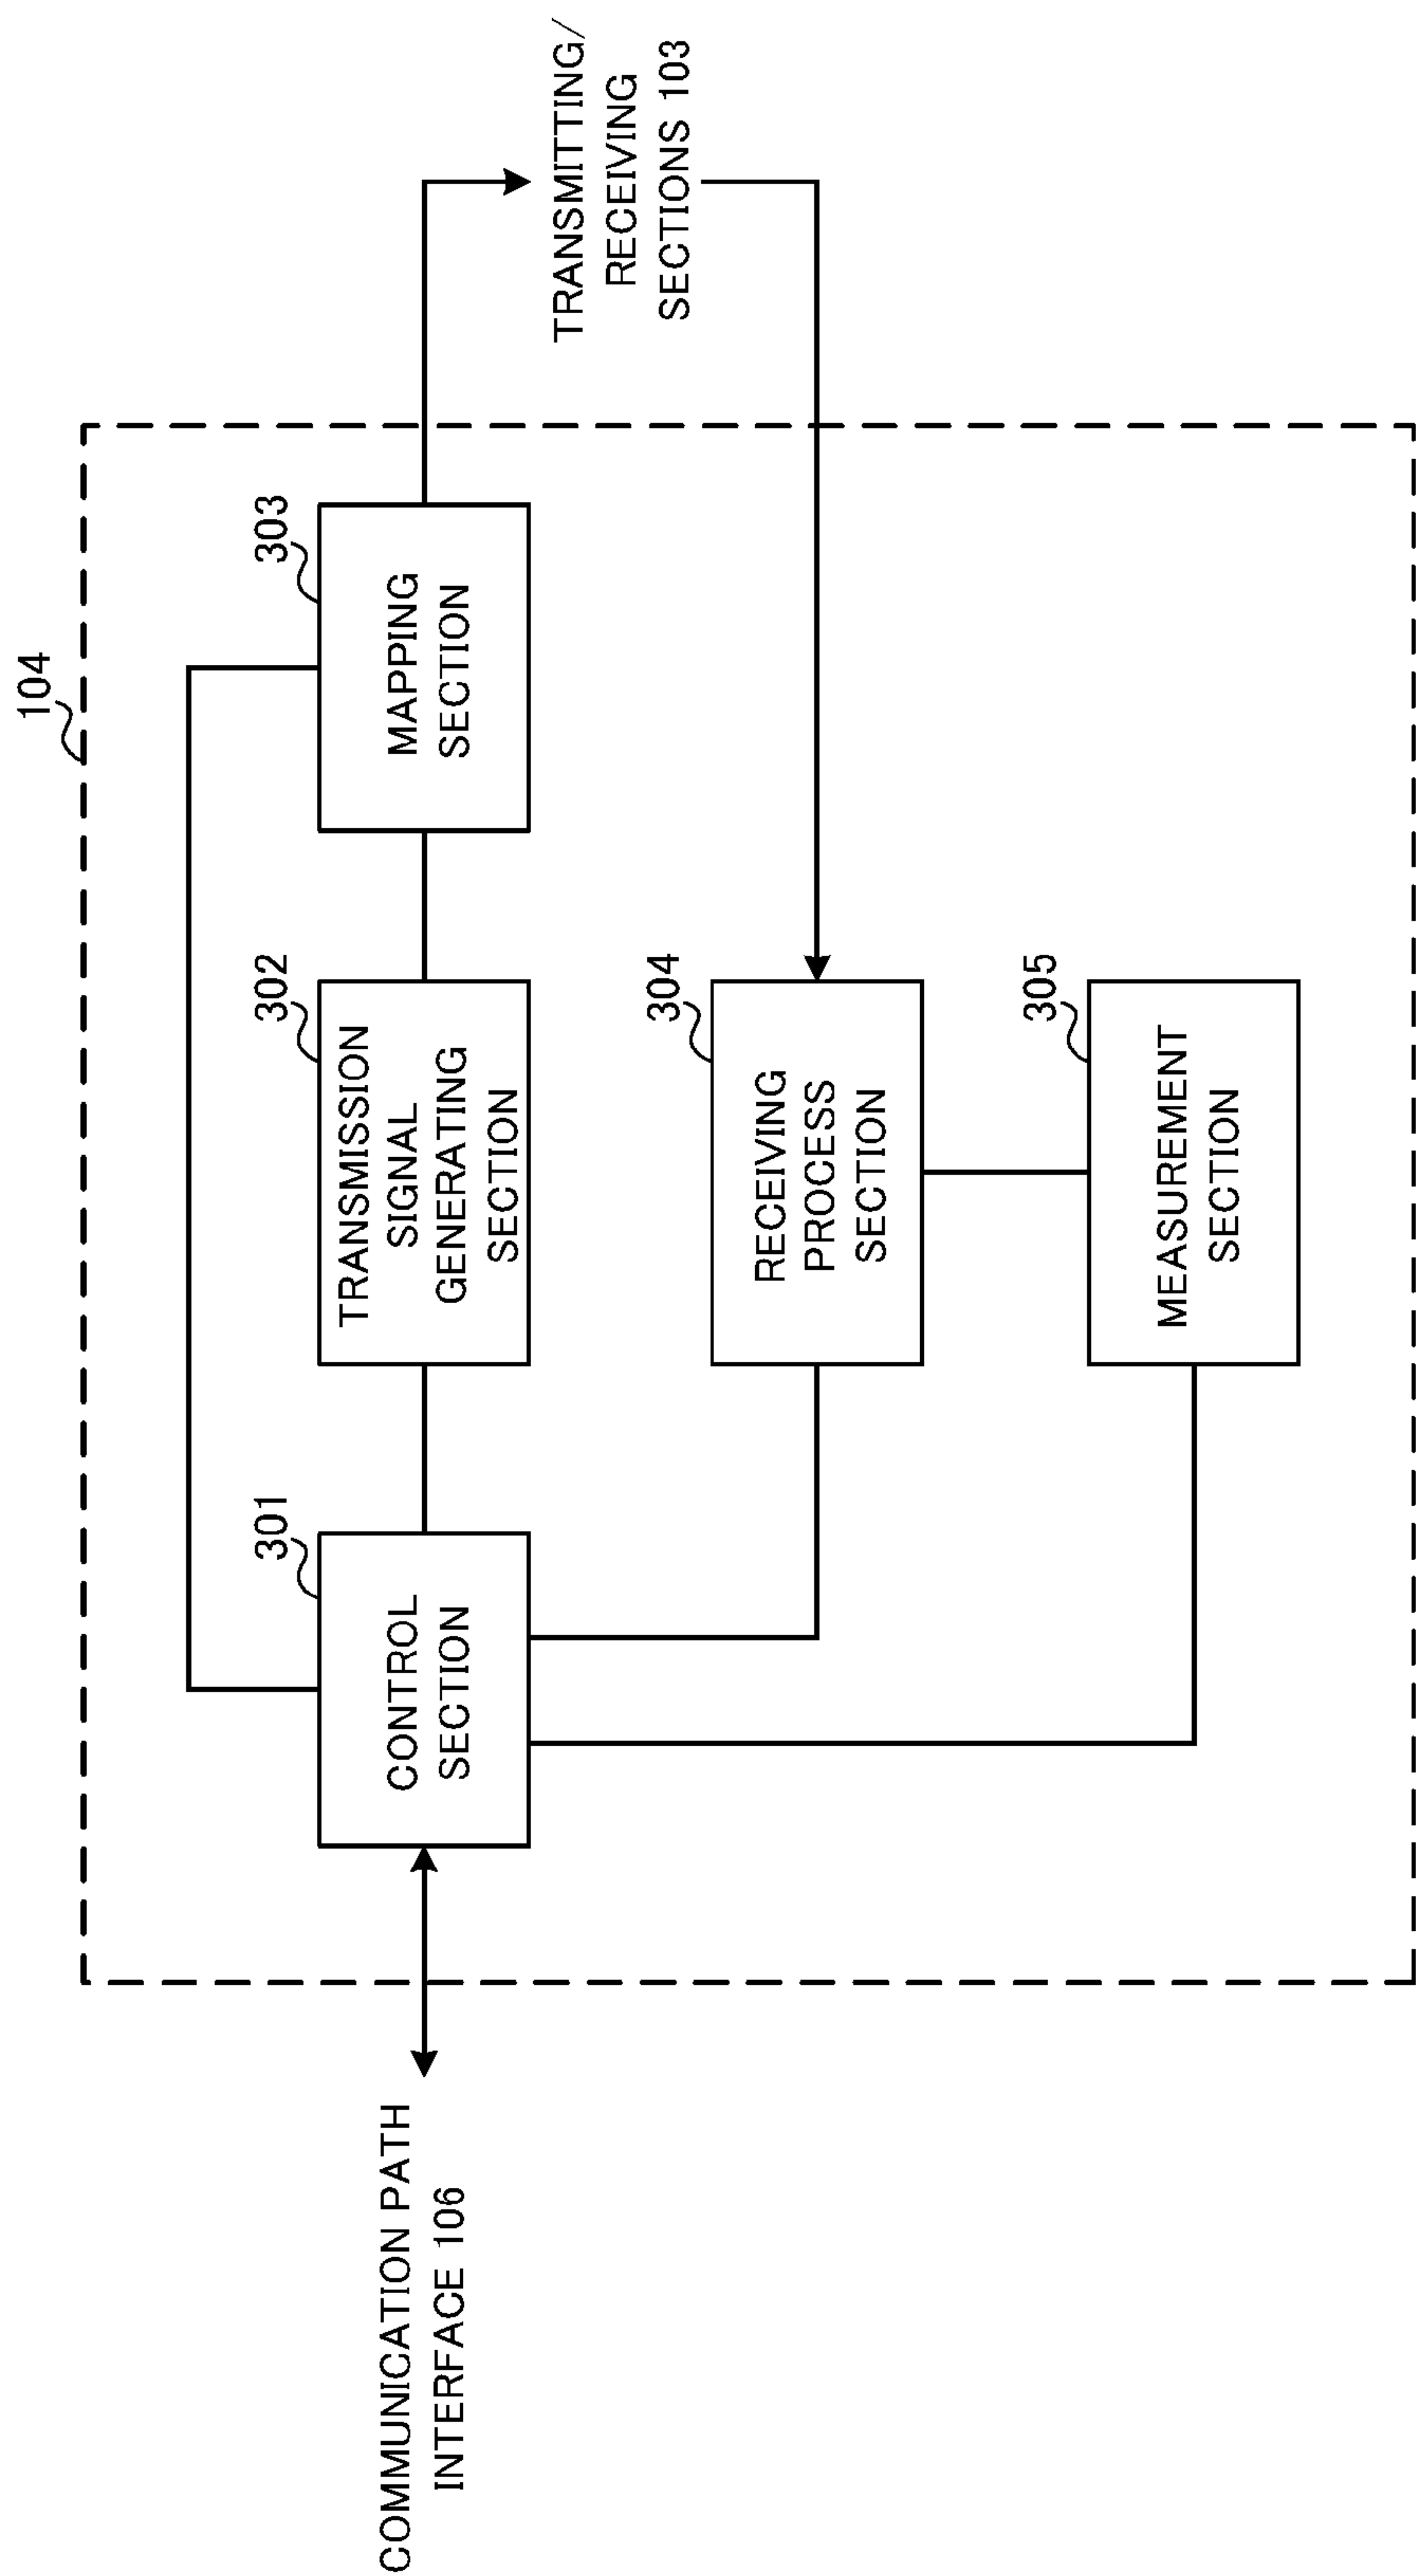 104
301
CONTROL
SECTION
302
TRANSMISSION
SIGNAL
GENERATING
SECTION
303
MAPPING
SECTION
COMMUNICATION PATH
INTERFACE 106
TRANSMITTING/
RECEIVING
SECTIONS 103
304
RECEIVING
PROCESS
SECTION
305
MEASUREMENT
SECTION